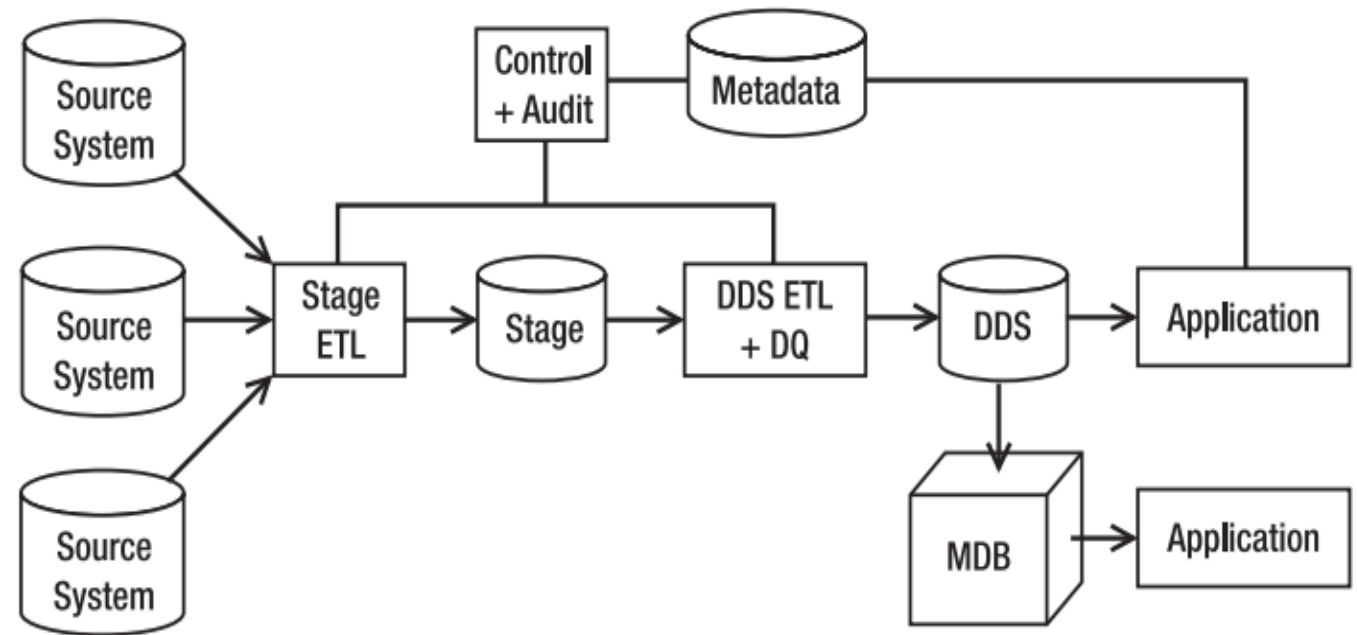 Source
System
Control
+ Audit
Metadata
Source
System
Stage
ETL
Stage
DDS ETL
+ DQ
DDS
Application
Source
System
MDB
Application